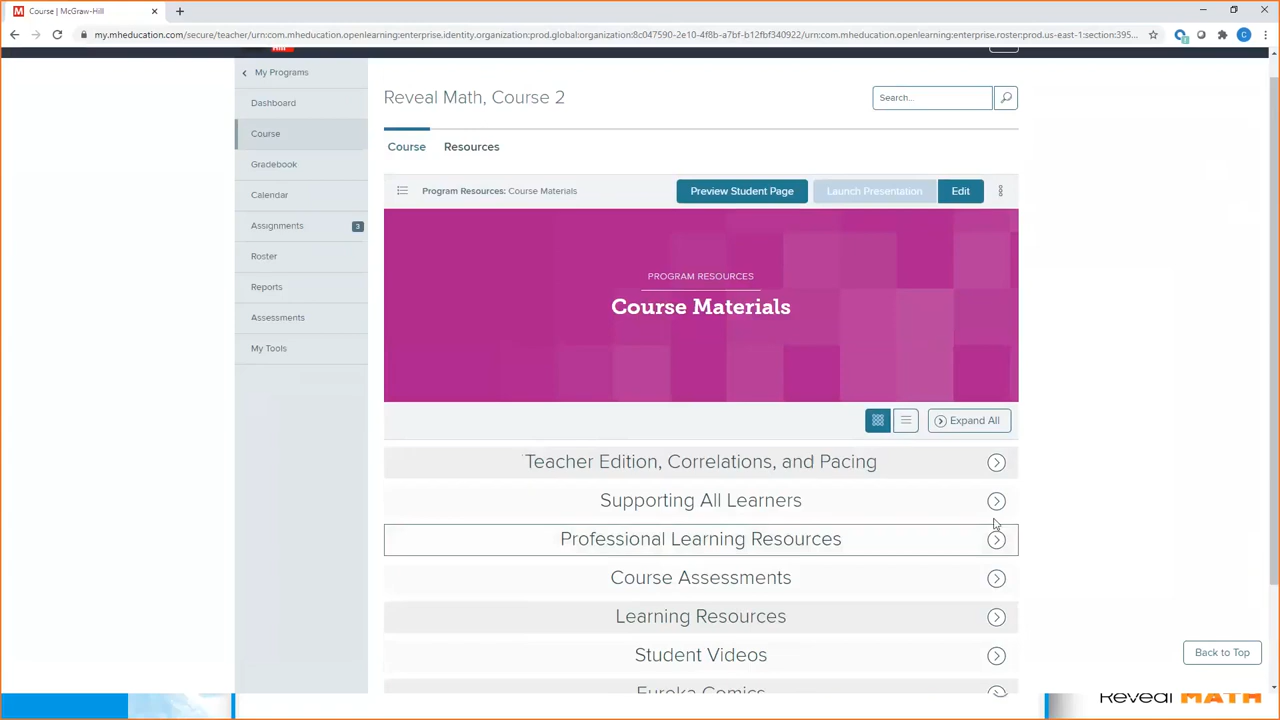 Course | McGraw-Hill
my.mheducation.com/secure/teacher/urn:com.mheducation.openlearning:enterprise.identity.organization:prod.global:organization:8c047590-2e10-4f8b-a7bf-b12fbf340922/urn:com.mheducation.openlearning:enterprise.roster:prod.us-east-1:section:395...
C
Hill
My Programs
Dashboard
Course
Gradebook
Calendar
Assignments 3
Roster
Reports
Assessments
My Tools
Reveal Math, Course 2
Search...
Course Resources
Program Resources: Course Materials
Preview Student Page
Launch Presentation
Edit
PROGRAM RESOURCES
Course Materials
Expand All
Teacher Edition, Correlations, and Pacing
Supporting All Learners
Professional Learning Resources
Course Assessments
Learning Resources
Student Videos
Eureka Comics
Back to Top
Reveal MATH